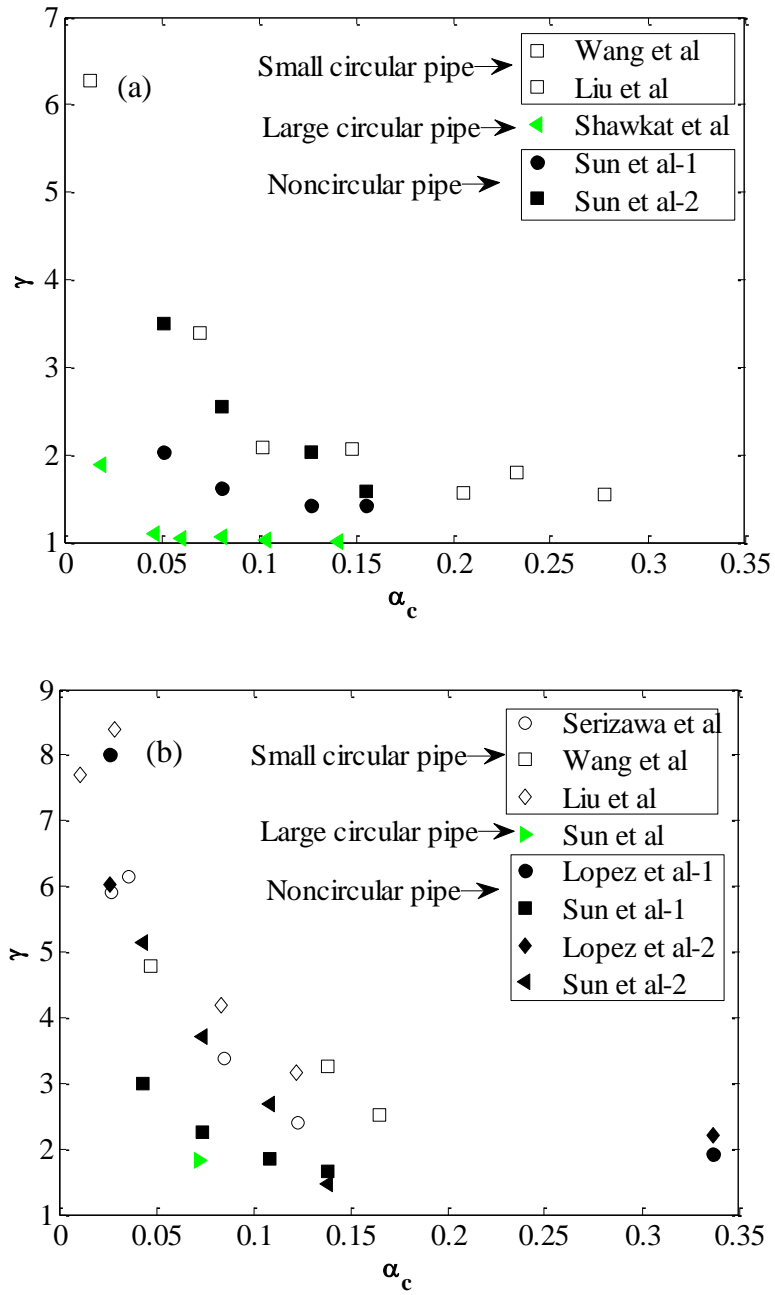 7
6
5
4
3
2
1
γ
0
0.05
0.1
0.15
0.2
0.25
0.3
0.35
αc
(a)
Small circular pipe
Wang et al
Liu et al
Large circular pipe
Shawkat et al
Noncircular pipe
Sun et al-1
Sun et al-2
9
8
7
6
5
4
3
2
1
γ
0
0.05
0.1
0.15
0.2
0.25
0.3
0.35
αc
(b)
Small circular pipe
Serizawa et al
Wang et al
Liu et al
Large circular pipe
Sun et al
Noncircular pipe
Lopez et al-1
Sun et al-1
Lopez et al-2
Sun et al-2